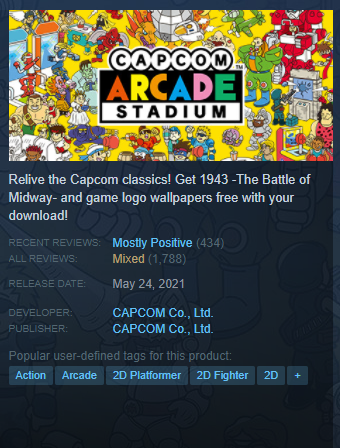 CAPCOM™
ARCADE
STADIUM
Relive the Capcom classics! Get 1943 -The Battle of
Midway- and game logo wallpapers free with your
download!
RECENT REVIEWS: Mostly Positive (434)
ALL REVIEWS: Mixed (1,788)
RELEASE DATE: May 24, 2021
DEVELOPER: CAPCOM Co., Ltd.
PUBLISHER: CAPCOM Co., Ltd.
Popular user-defined tags for this product:
Action Arcade 2D Platformer 2D Fighter 2D +